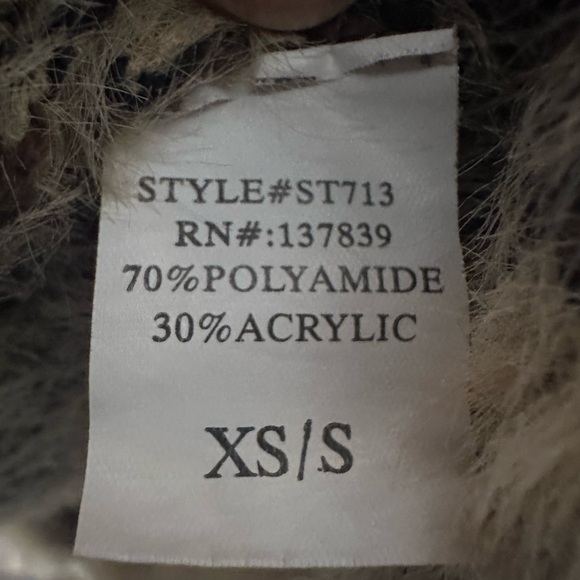 STYLE#ST713
RN#:137839
70%POLYAMIDE
30%ACRYLIC
XS/S